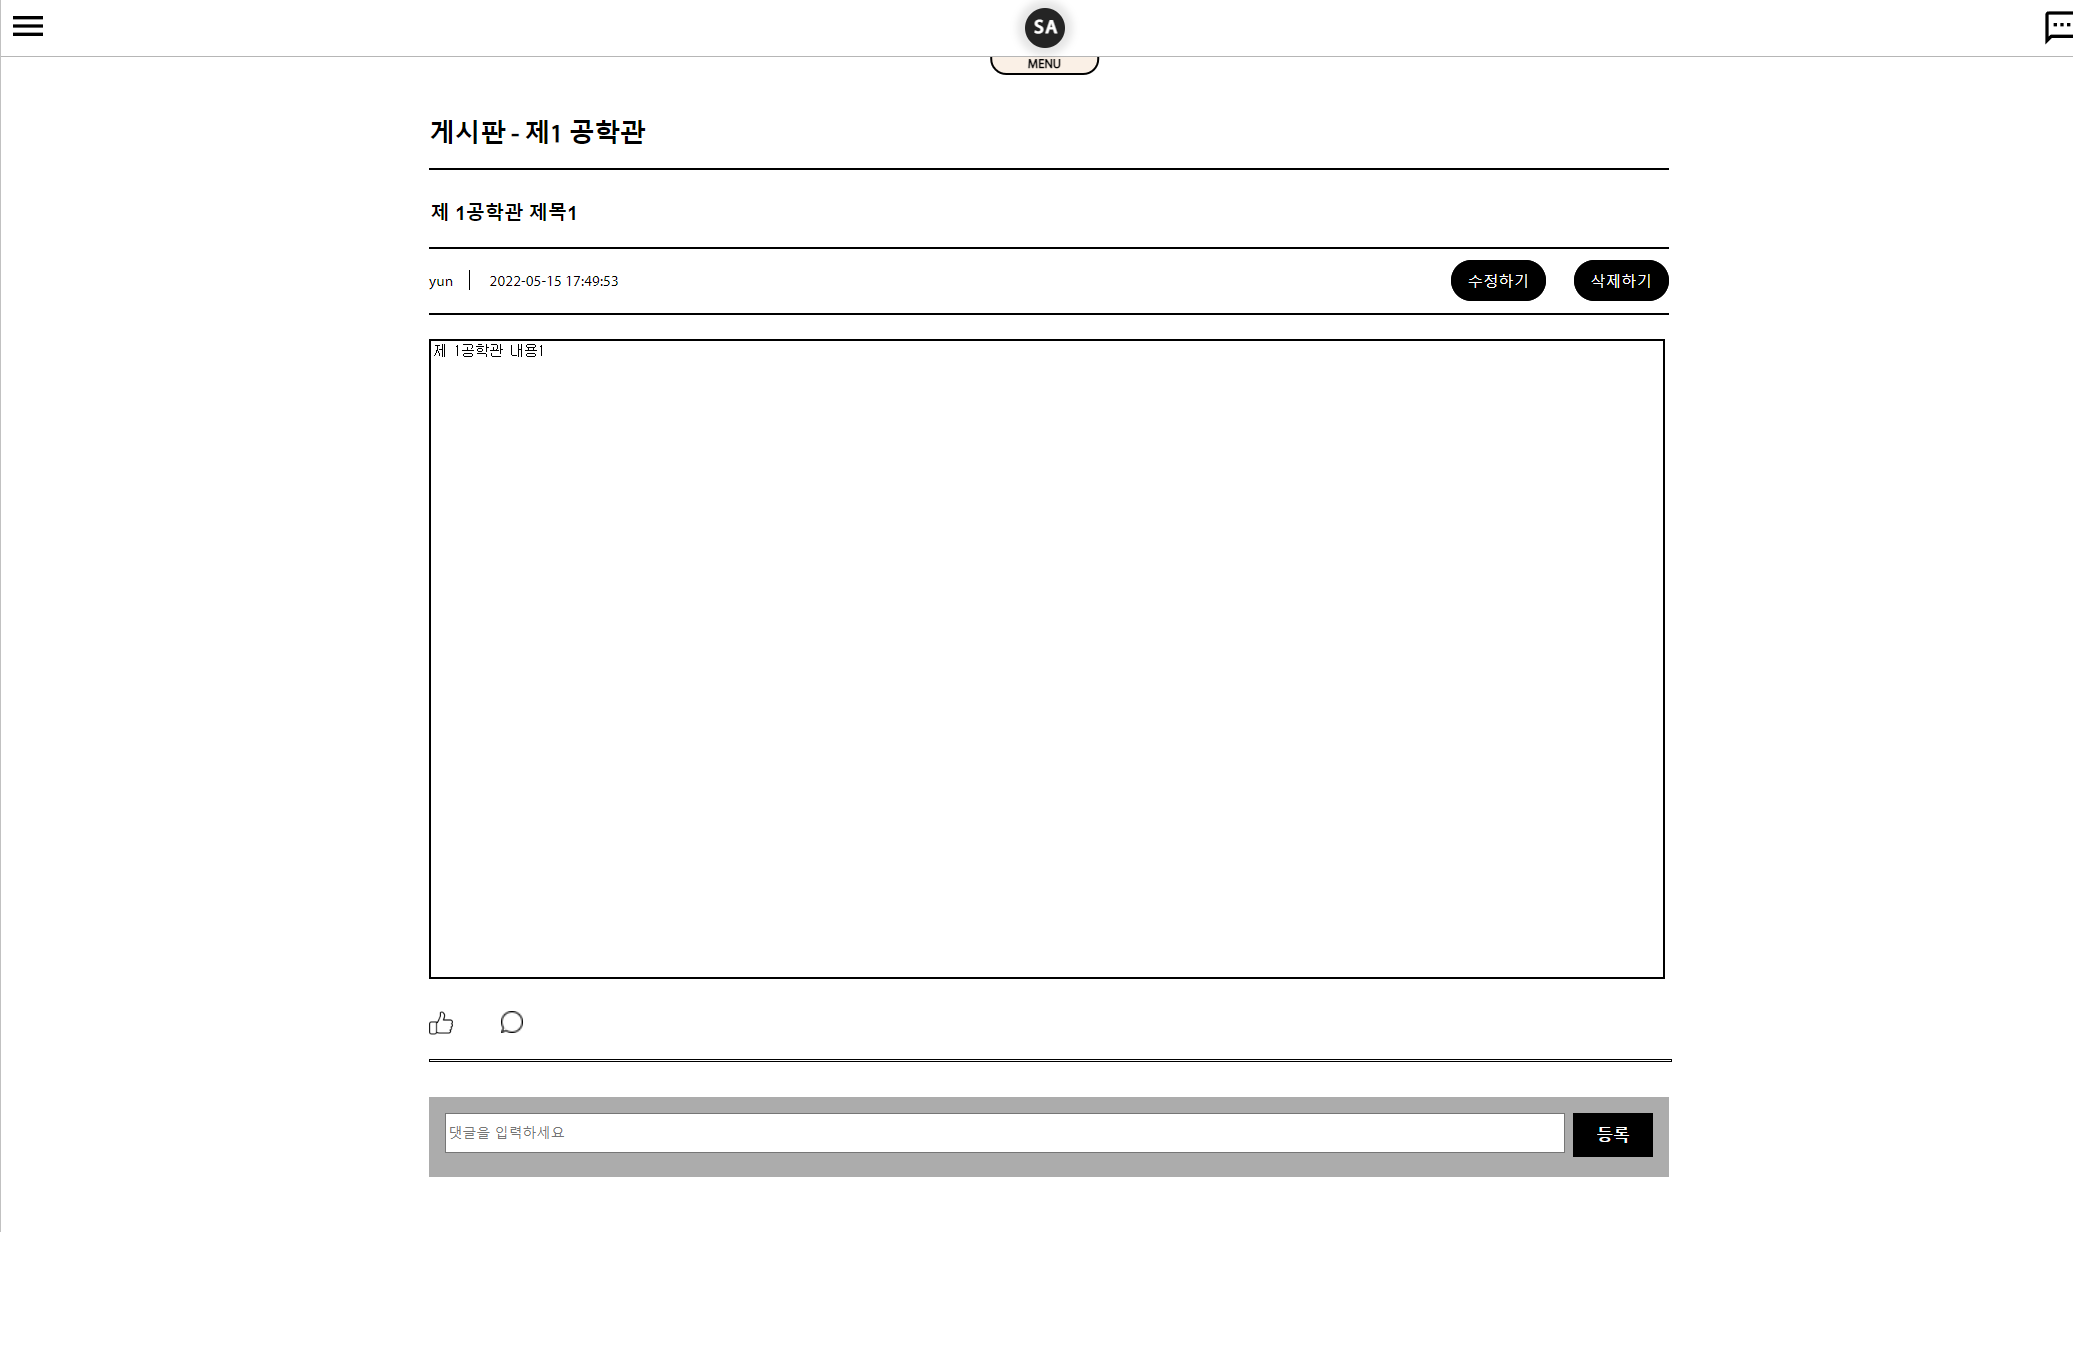 SA
MENU
게시판 - 제1 공학관
제 1공학관 제목1
yun 2022-05-15 17:49:53 수정하기 삭제하기
제 1공학관 내용1
댓글을 입력하세요 등록